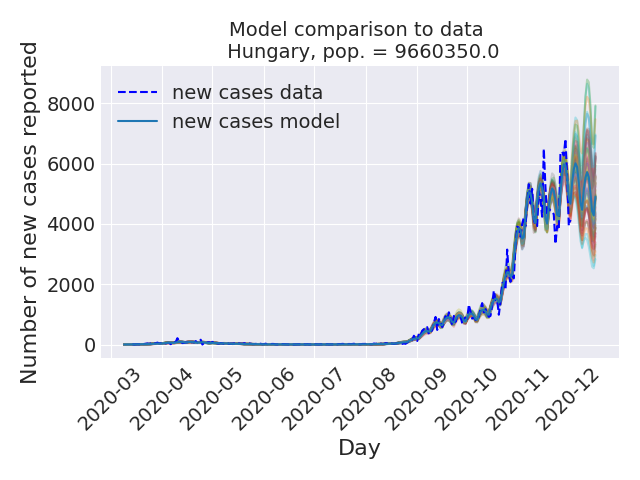 Model comparison to data
Hungary, pop. = 9660350.0
Number of new cases reported
new cases data
new cases model
8000
6000
4000
2000
0
2020-03
2020-04
2020-05
2020-06
2020-07
2020-08
2020-09
2020-10
2020-11
2020-12
Day